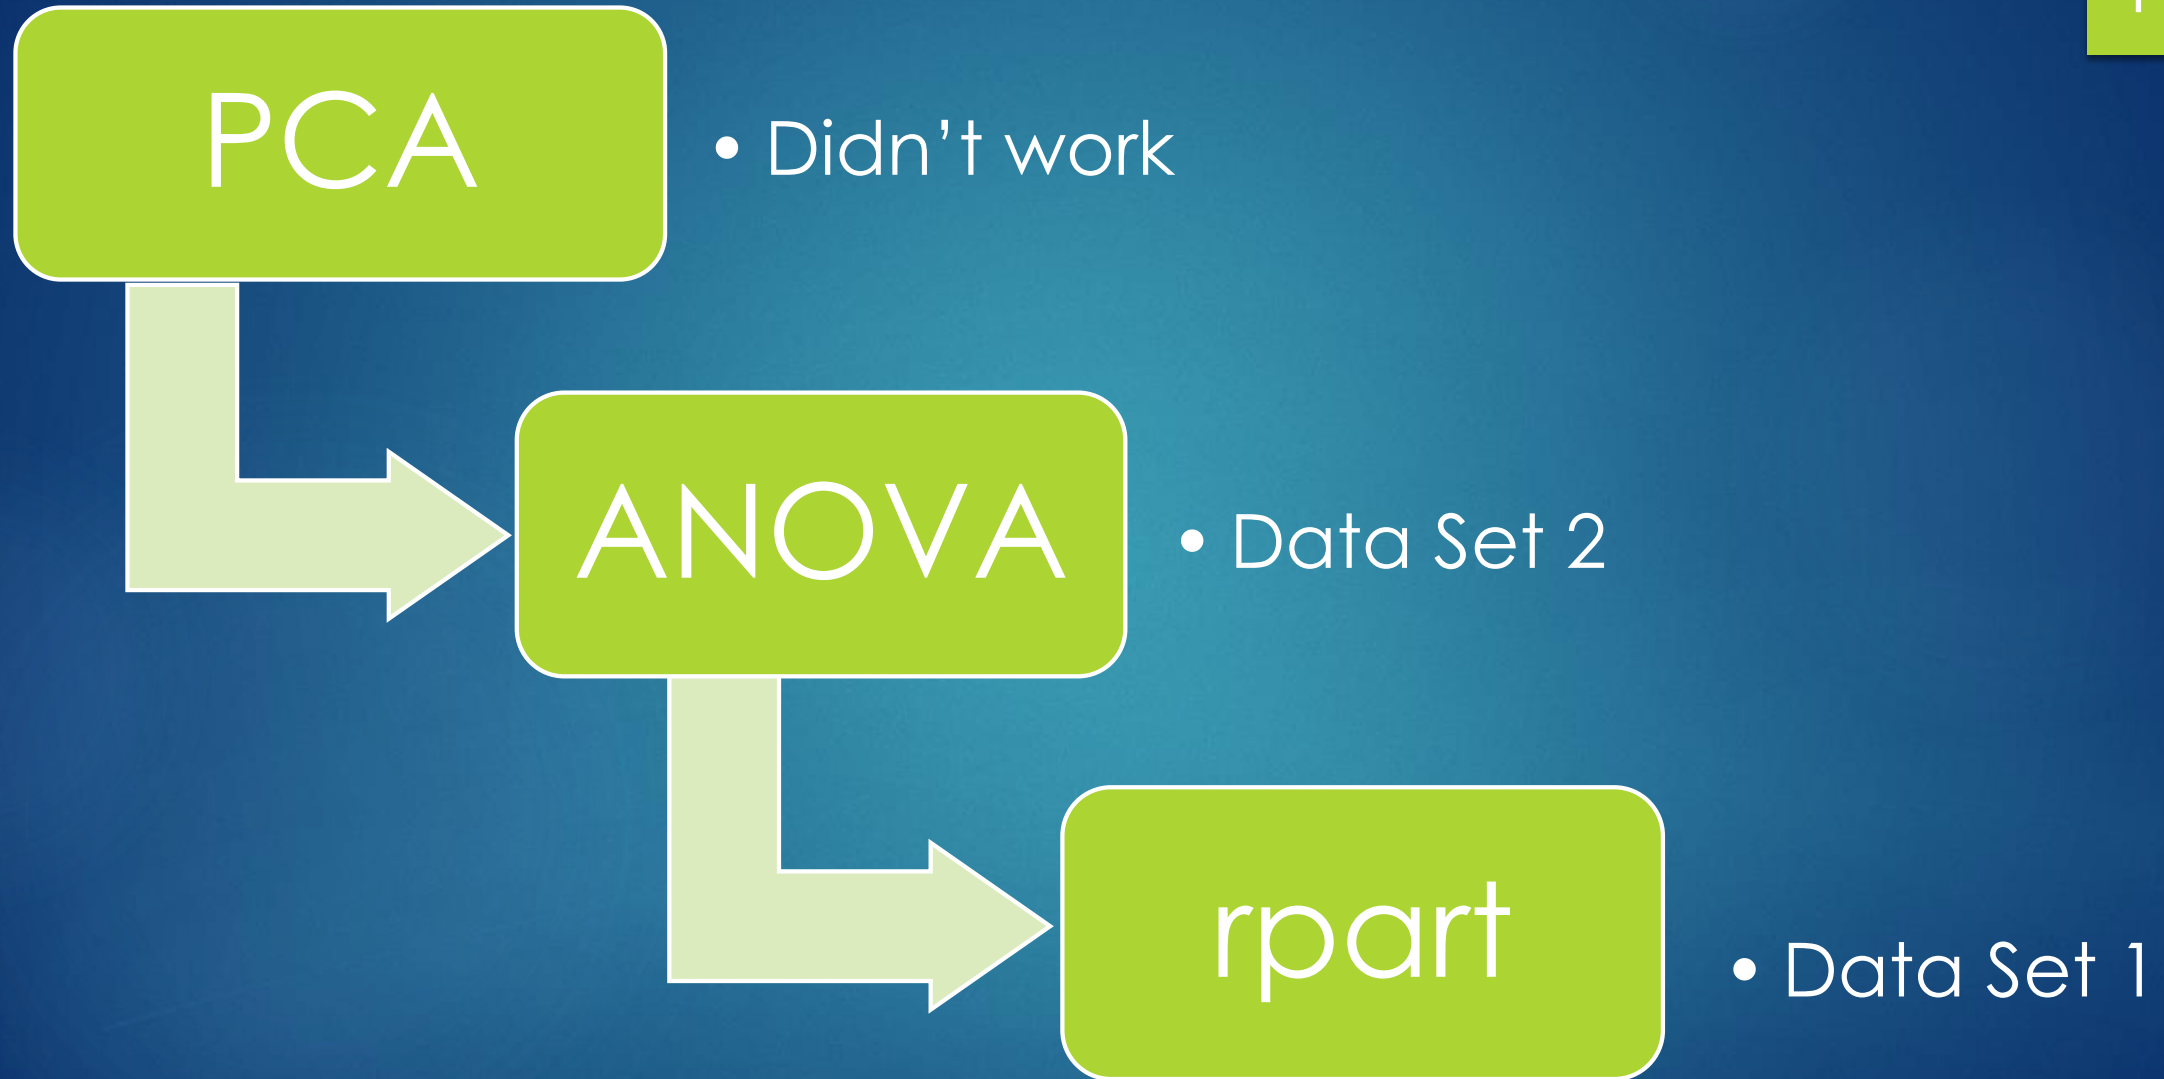 PCA
• Didn’t work
ANOVA
• Data Set 2
rpart
• Data Set 1